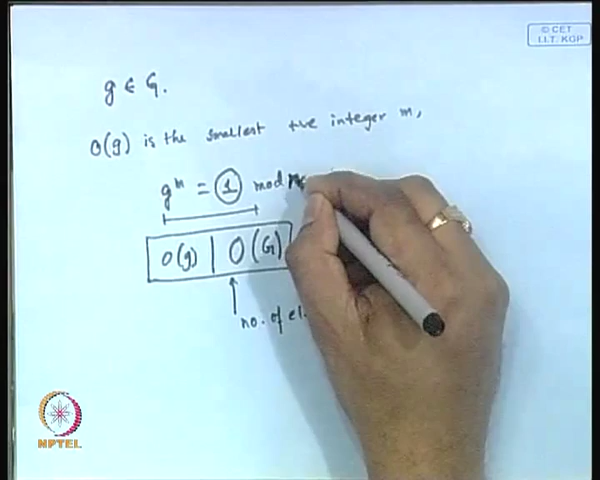 © CET
I.I.T. KGP
g ∈ G.
O(g) is the smallest +ve integer m,
g^m = 1 mod
O(g) | O(G)
no. of el.
NPTEL